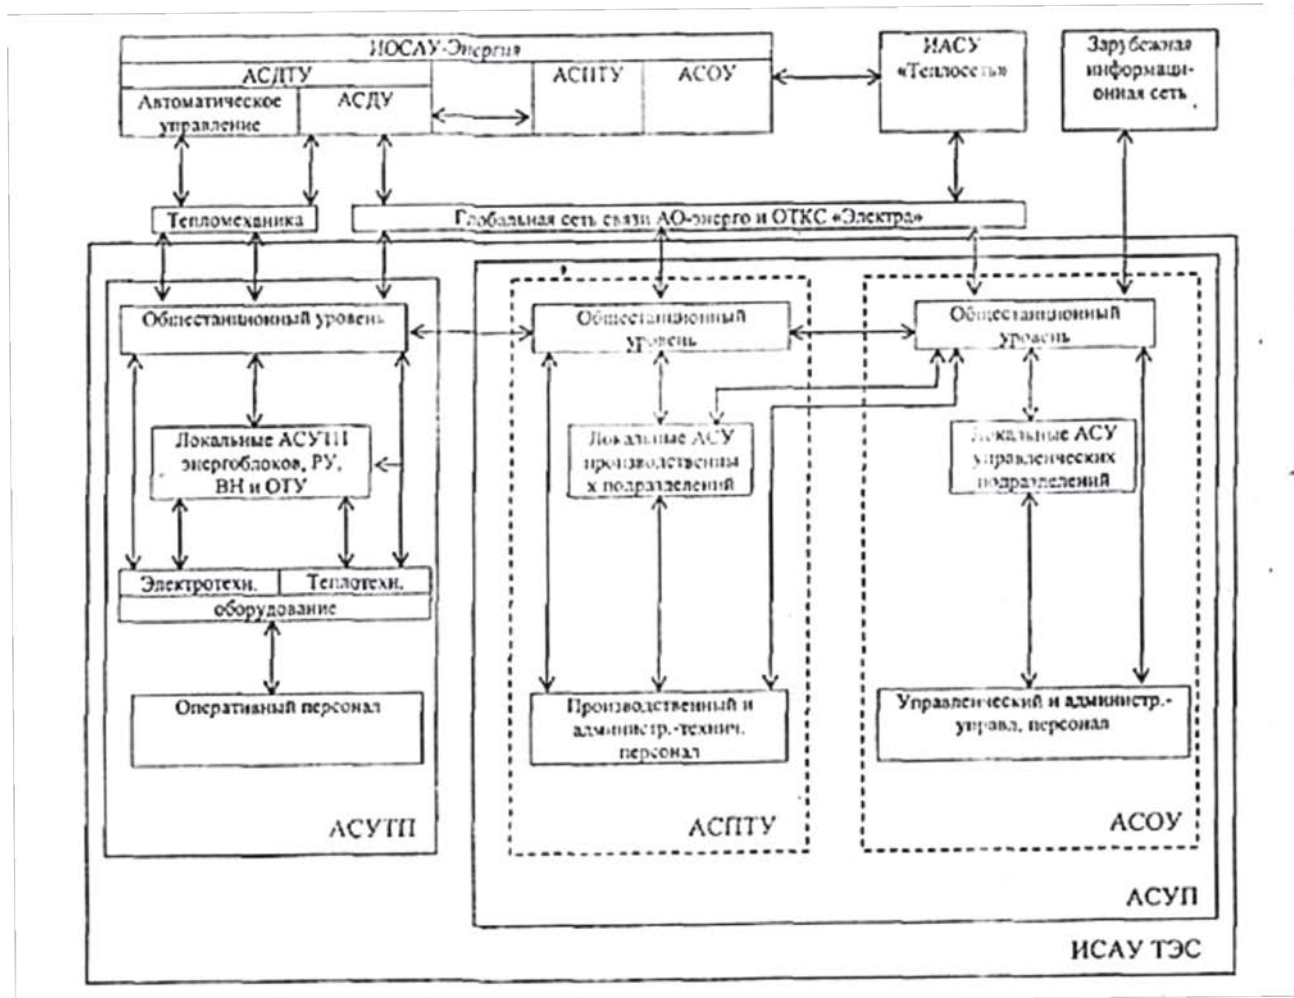 ИОСАУ-Энергия
АСДТУ
Автоматическое
управление
АСДУ
АСПТУ
АСОУ
ИАСУ
«Теплосеть»
Зарубежная
информаци-
онная сеть
Тепломеханика
Глобальная сеть связи АО-энерго и ОТКС «Электра»
Общестанционный уровень
Общестанционный
уровень
Общестанционный
уровень
Локальные АСУТП
энергоблоков, РУ,
ВН и ОТУ
Локальные АСУ
производственны
х подразделений
Локальные АСУ
управленческих
подразделений
Электротехн.
Теплотехн.
оборудование
Оперативный персонал
Производственный и
администр.-технич.
персонал
Управленческий и администр.-
управл. персонал
АСУТП
АСПТУ
АСОУ
АСУП
ИСАУ ТЭС